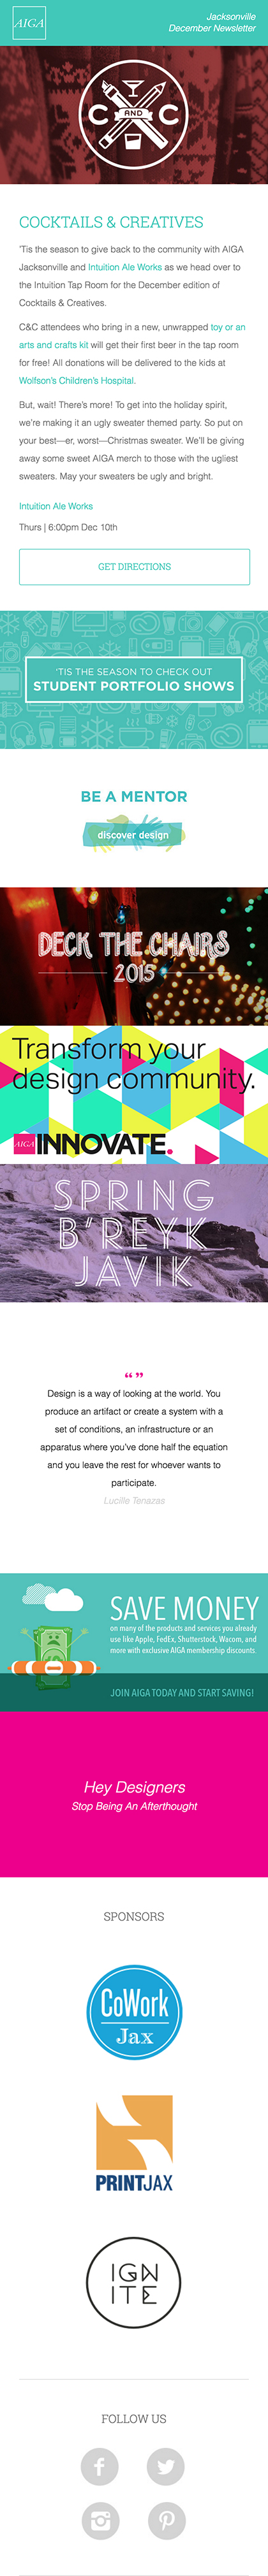 AIGA
Jacksonville
December Newsletter
C AND C
COCKTAILS & CREATIVES
'Tis the season to give back to the community with AIGA
Jacksonville and Intuition Ale Works as we head over to
the Intuition Tap Room for the December edition of
Cocktails & Creatives.
C&C attendees who bring in a new, unwrapped toy or an
arts and crafts kit will get their first beer in the tap room
for free! All donations will be delivered to the kids at
Wolfson's Children's Hospital.
But, wait! There's more! To get into the holiday spirit,
we're making it an ugly sweater themed party. So put on
your best—er, worst—Christmas sweater. We'll be giving
away some sweet AIGA merch to those with the ugliest
sweaters. May your sweaters be ugly and bright.
Intuition Ale Works
Thurs | 6:00pm Dec 10th
GET DIRECTIONS
'TIS THE SEASON TO CHECK OUT
STUDENT PORTFOLIO SHOWS
BE A MENTOR
discover design
DECK THE CHAIRS
2015
Transform your
design community.
AIGA INNOVATE.
SPRING
B'REYK
JAVIK
“ ”
Design is a way of looking at the world. You
produce an artifact or create a system with a
set of conditions, an infrastructure or an
apparatus where you've done half the equation
and you leave the rest for whoever wants to
participate.
Lucille Tenazas
SAVE MONEY
on many of the products and services you already
use like Apple, FedEx, Shutterstock, Wacom, and
more with exclusive AIGA membership discounts
JOIN AIGA TODAY AND START SAVING!
Hey Designers
Stop Being An Afterthought
SPONSORS
CoWork
Jax
PRINTJAX
IGN
ITE
FOLLOW US